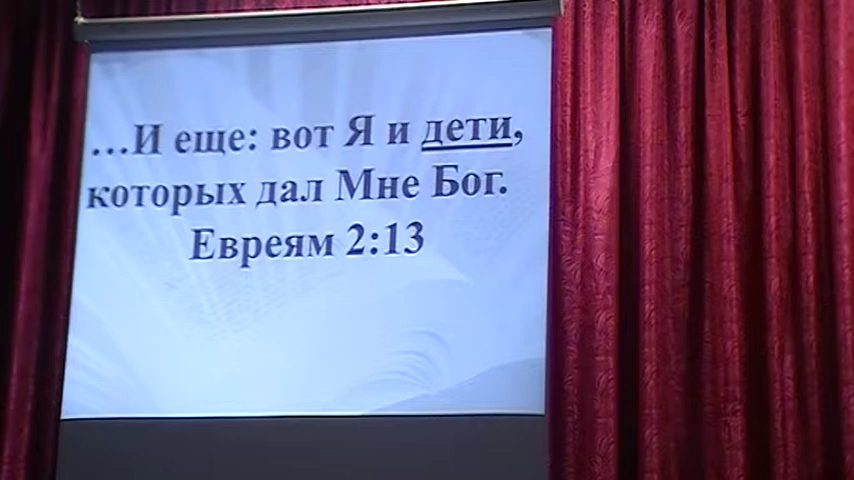 ...И еще: вот Я и дети,
которых дал Мне Бог.
Евреям 2:13